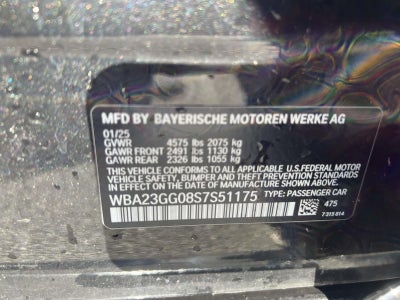 MFD BY BAYERISCHE MOTOREN WERKE AG
01/25
GVWR 4575 lbs 2075 kg
GAWR FRONT 2491 lbs 1130 kg
GAWR REAR 2326 lbs 1055 kg
THIS VEHICLE CONFORMS TO ALL APPLICABLE U.S.FEDERAL MOTOR
VEHICLE SAFETY, BUMPER AND THEFT PREVENTION STANDARDS IN
EFFECT ON THE DATE OF MANUFACTURE SHOWN ABOVE.
WBA23GG08S7S51175 TYPE: PASSENGER CAR
475